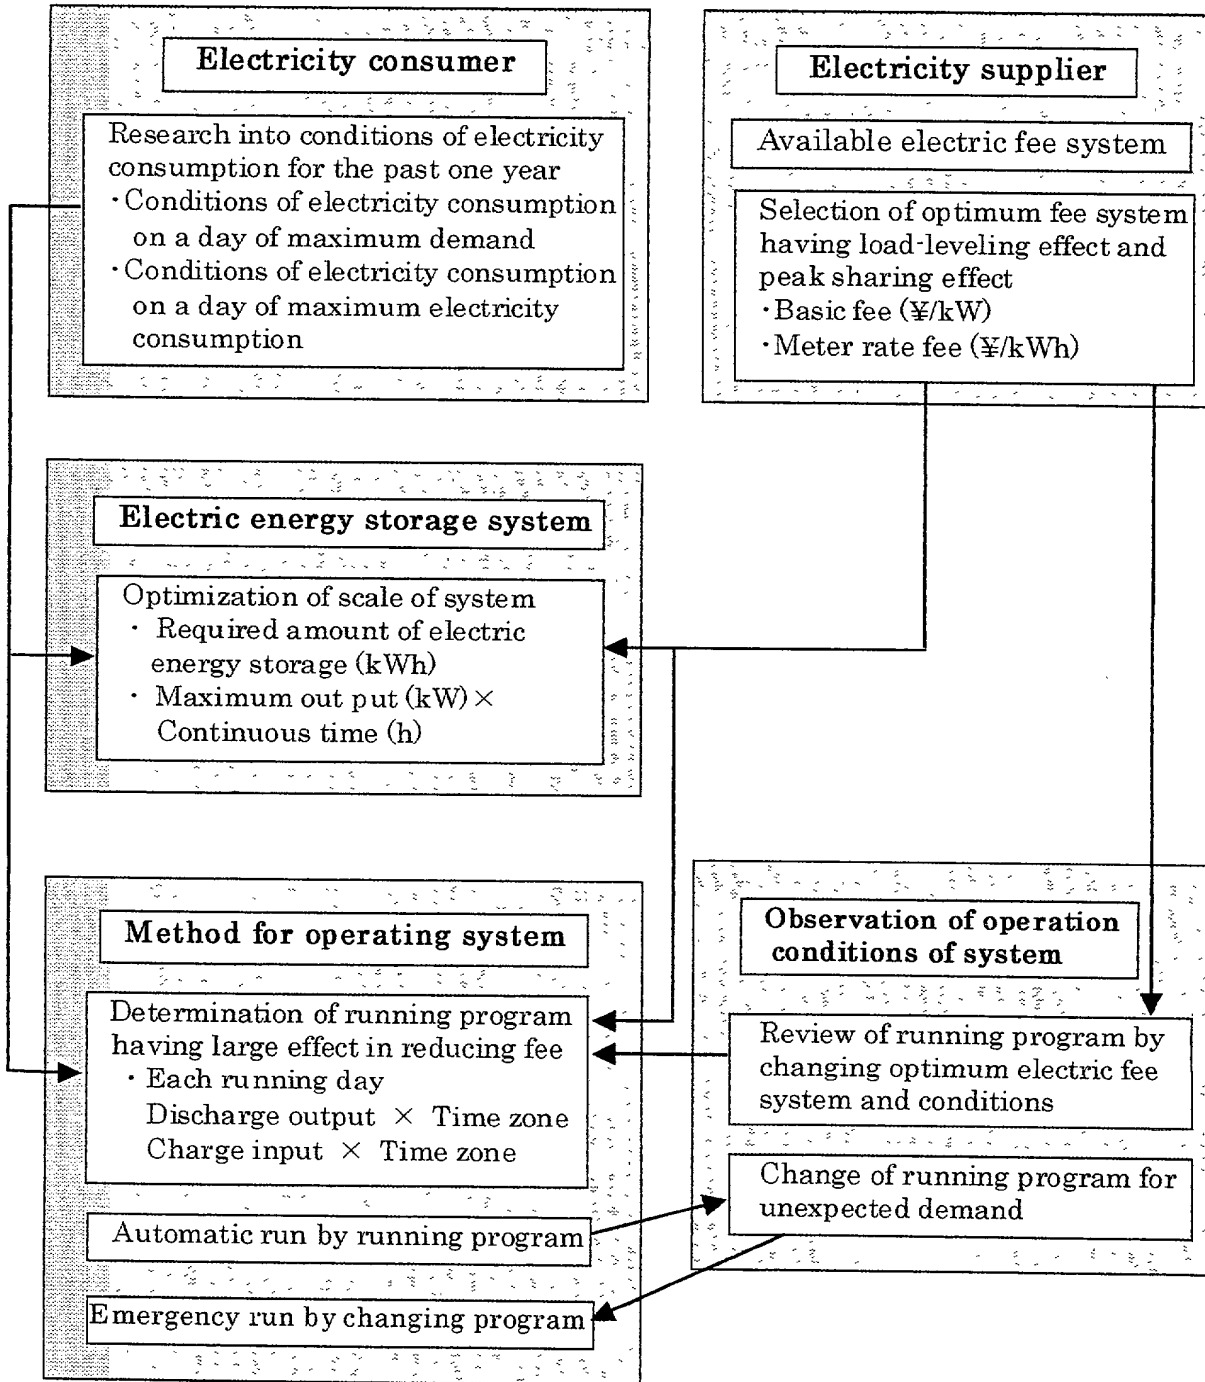 Electricity consumer
Research into conditions of electricity
consumption for the past one year
・Conditions of electricity consumption
on a day of maximum demand
・Conditions of electricity consumption
on a day of maximum electricity
consumption
Electricity supplier
Available electric fee system
Selection of optimum fee system
having load-leveling effect and
peak sharing effect
・Basic fee (¥/kW)
・Meter rate fee (¥/kWh)
Electric energy storage system
Optimization of scale of system
・ Required amount of electric
energy storage (kWh)
・ Maximum out put (kW) ×
Continuous time (h)
Method for operating system
Determination of running program
having large effect in reducing fee
・ Each running day
Discharge output × Time zone
Charge input × Time zone
Automatic run by running program
Emergency run by changing program
Observation of operation
conditions of system
Review of running program by
changing optimum electric fee
system and conditions
Change of running program for
unexpected demand